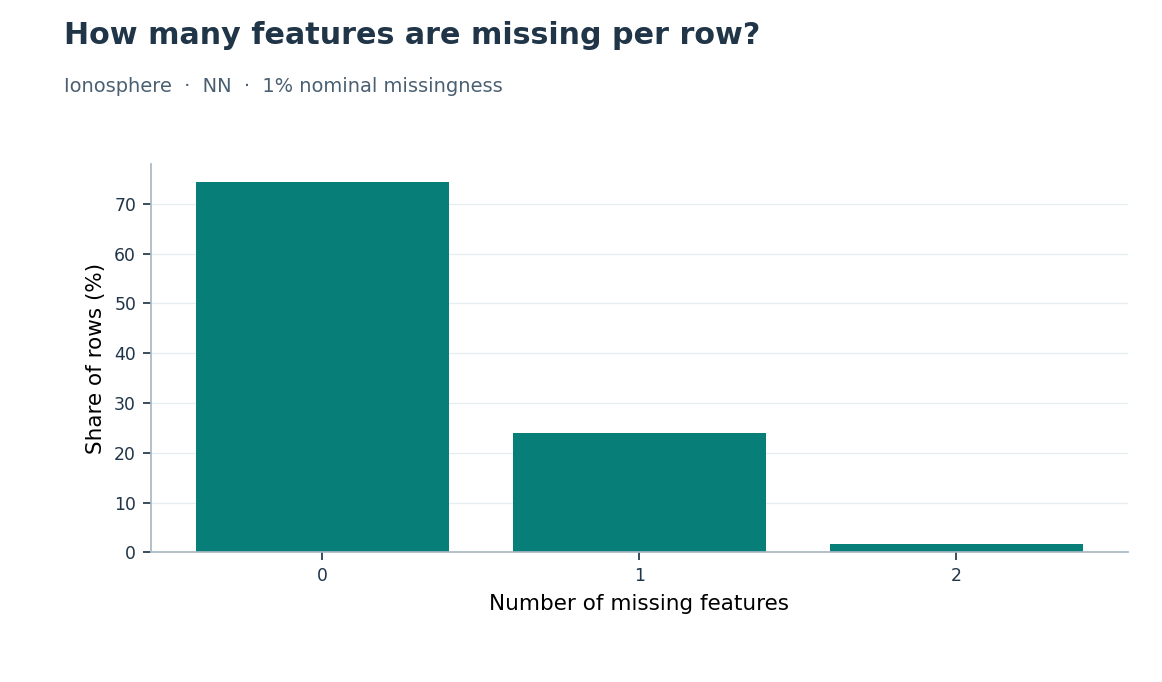 How many features are missing per row?
Ionosphere · NN · 1% nominal missingness
Share of rows (%)
70
60
50
40
30
20
10
0
0 1 2
Number of missing features